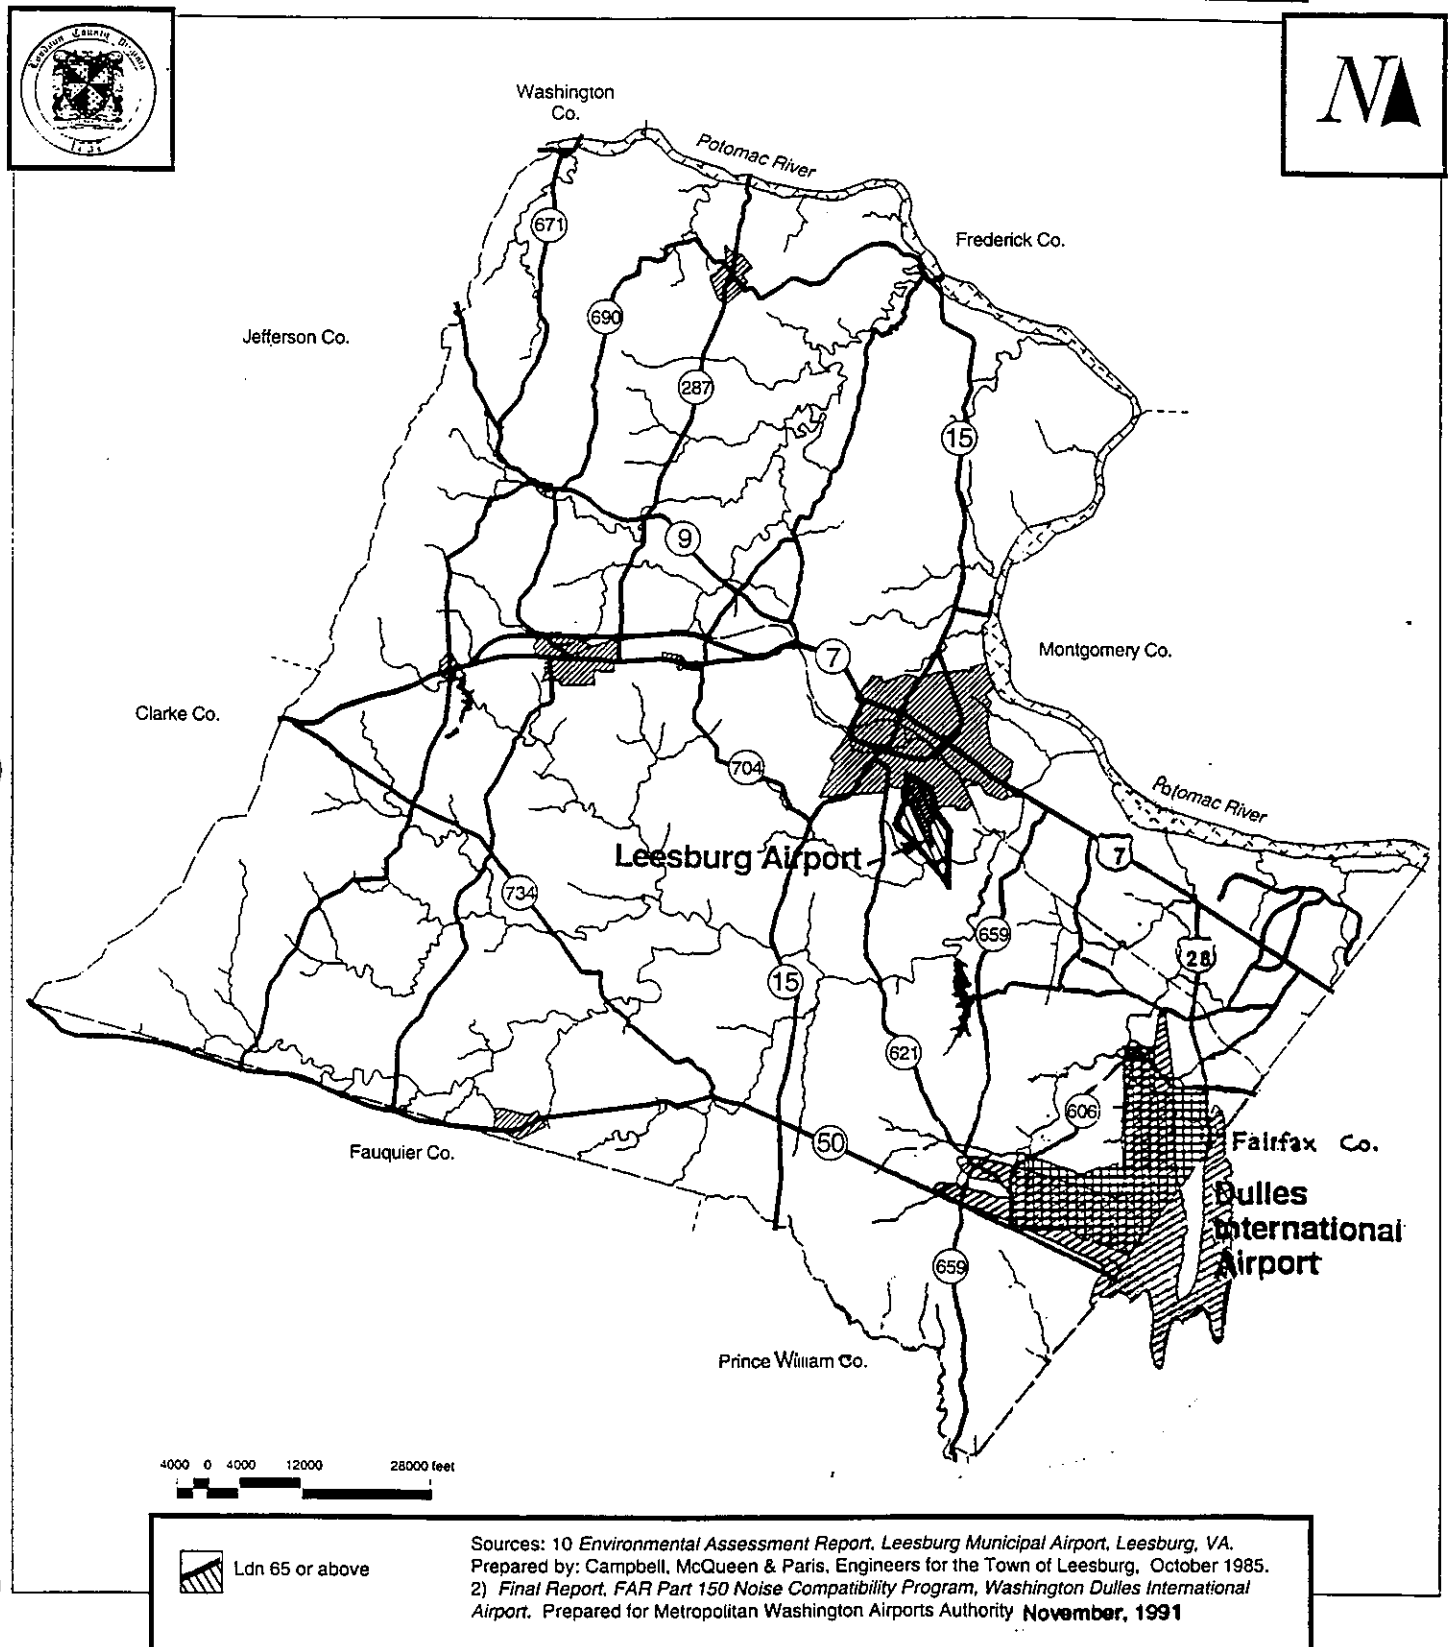 Loudoun County Virginia
N
Washington
Co.
Potomac River
671
Frederick Co.
690
Jefferson Co.
287
15
9
Montgomery Co.
7
Clarke Co.
704
Potomac River
Leesburg Airport
7
734
659
28
15
621
606
Fauquier Co.
50
Fairfax Co.
Dulles
International
Airport
659
Prince William Co.
4000 0 4000 12000 28000 feet
Ldn 65 or above
Sources: 10 Environmental Assessment Report, Leesburg Municipal Airport, Leesburg, VA.
Prepared by: Campbell, McQueen & Paris, Engineers for the Town of Leesburg, October 1985.
2) Final Report, FAR Part 150 Noise Compatibility Program, Washington Dulles International
Airport. Prepared for Metropolitan Washington Airports Authority November, 1991